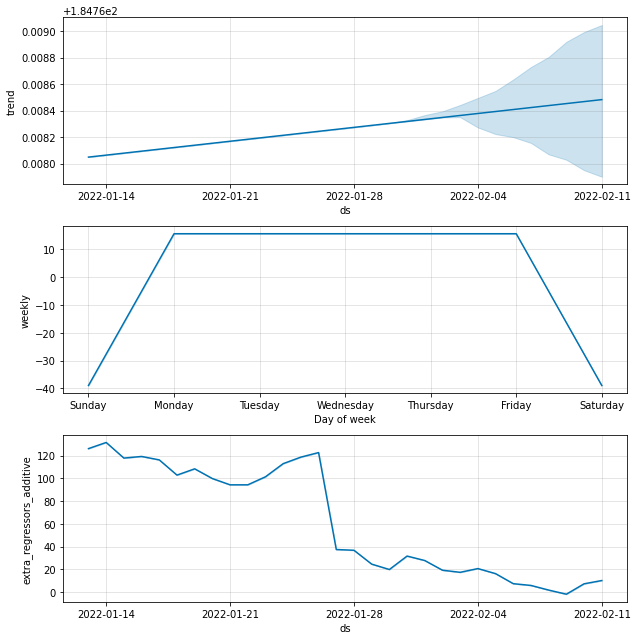 +1.8476e2
0.0090
0.0088
0.0086
0.0084
0.0082
0.0080
trend
2022-01-14 2022-01-21 2022-01-28 2022-02-04 2022-02-11
ds
10
0
−10
−20
−30
−40
weekly
Sunday Monday Tuesday Wednesday Thursday Friday Saturday
Day of week
120
100
80
60
40
20
0
extra_regressors_additive
2022-01-14 2022-01-21 2022-01-28 2022-02-04 2022-02-11
ds